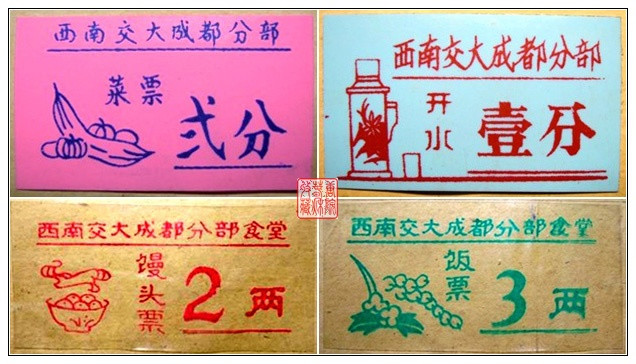 西南交大成都分部
菜票
弍分
西南交大成都分部
开水
壹分
西南交大成都分部食堂
馒头票
2两
西南交大成都分部食堂
饭票
3两